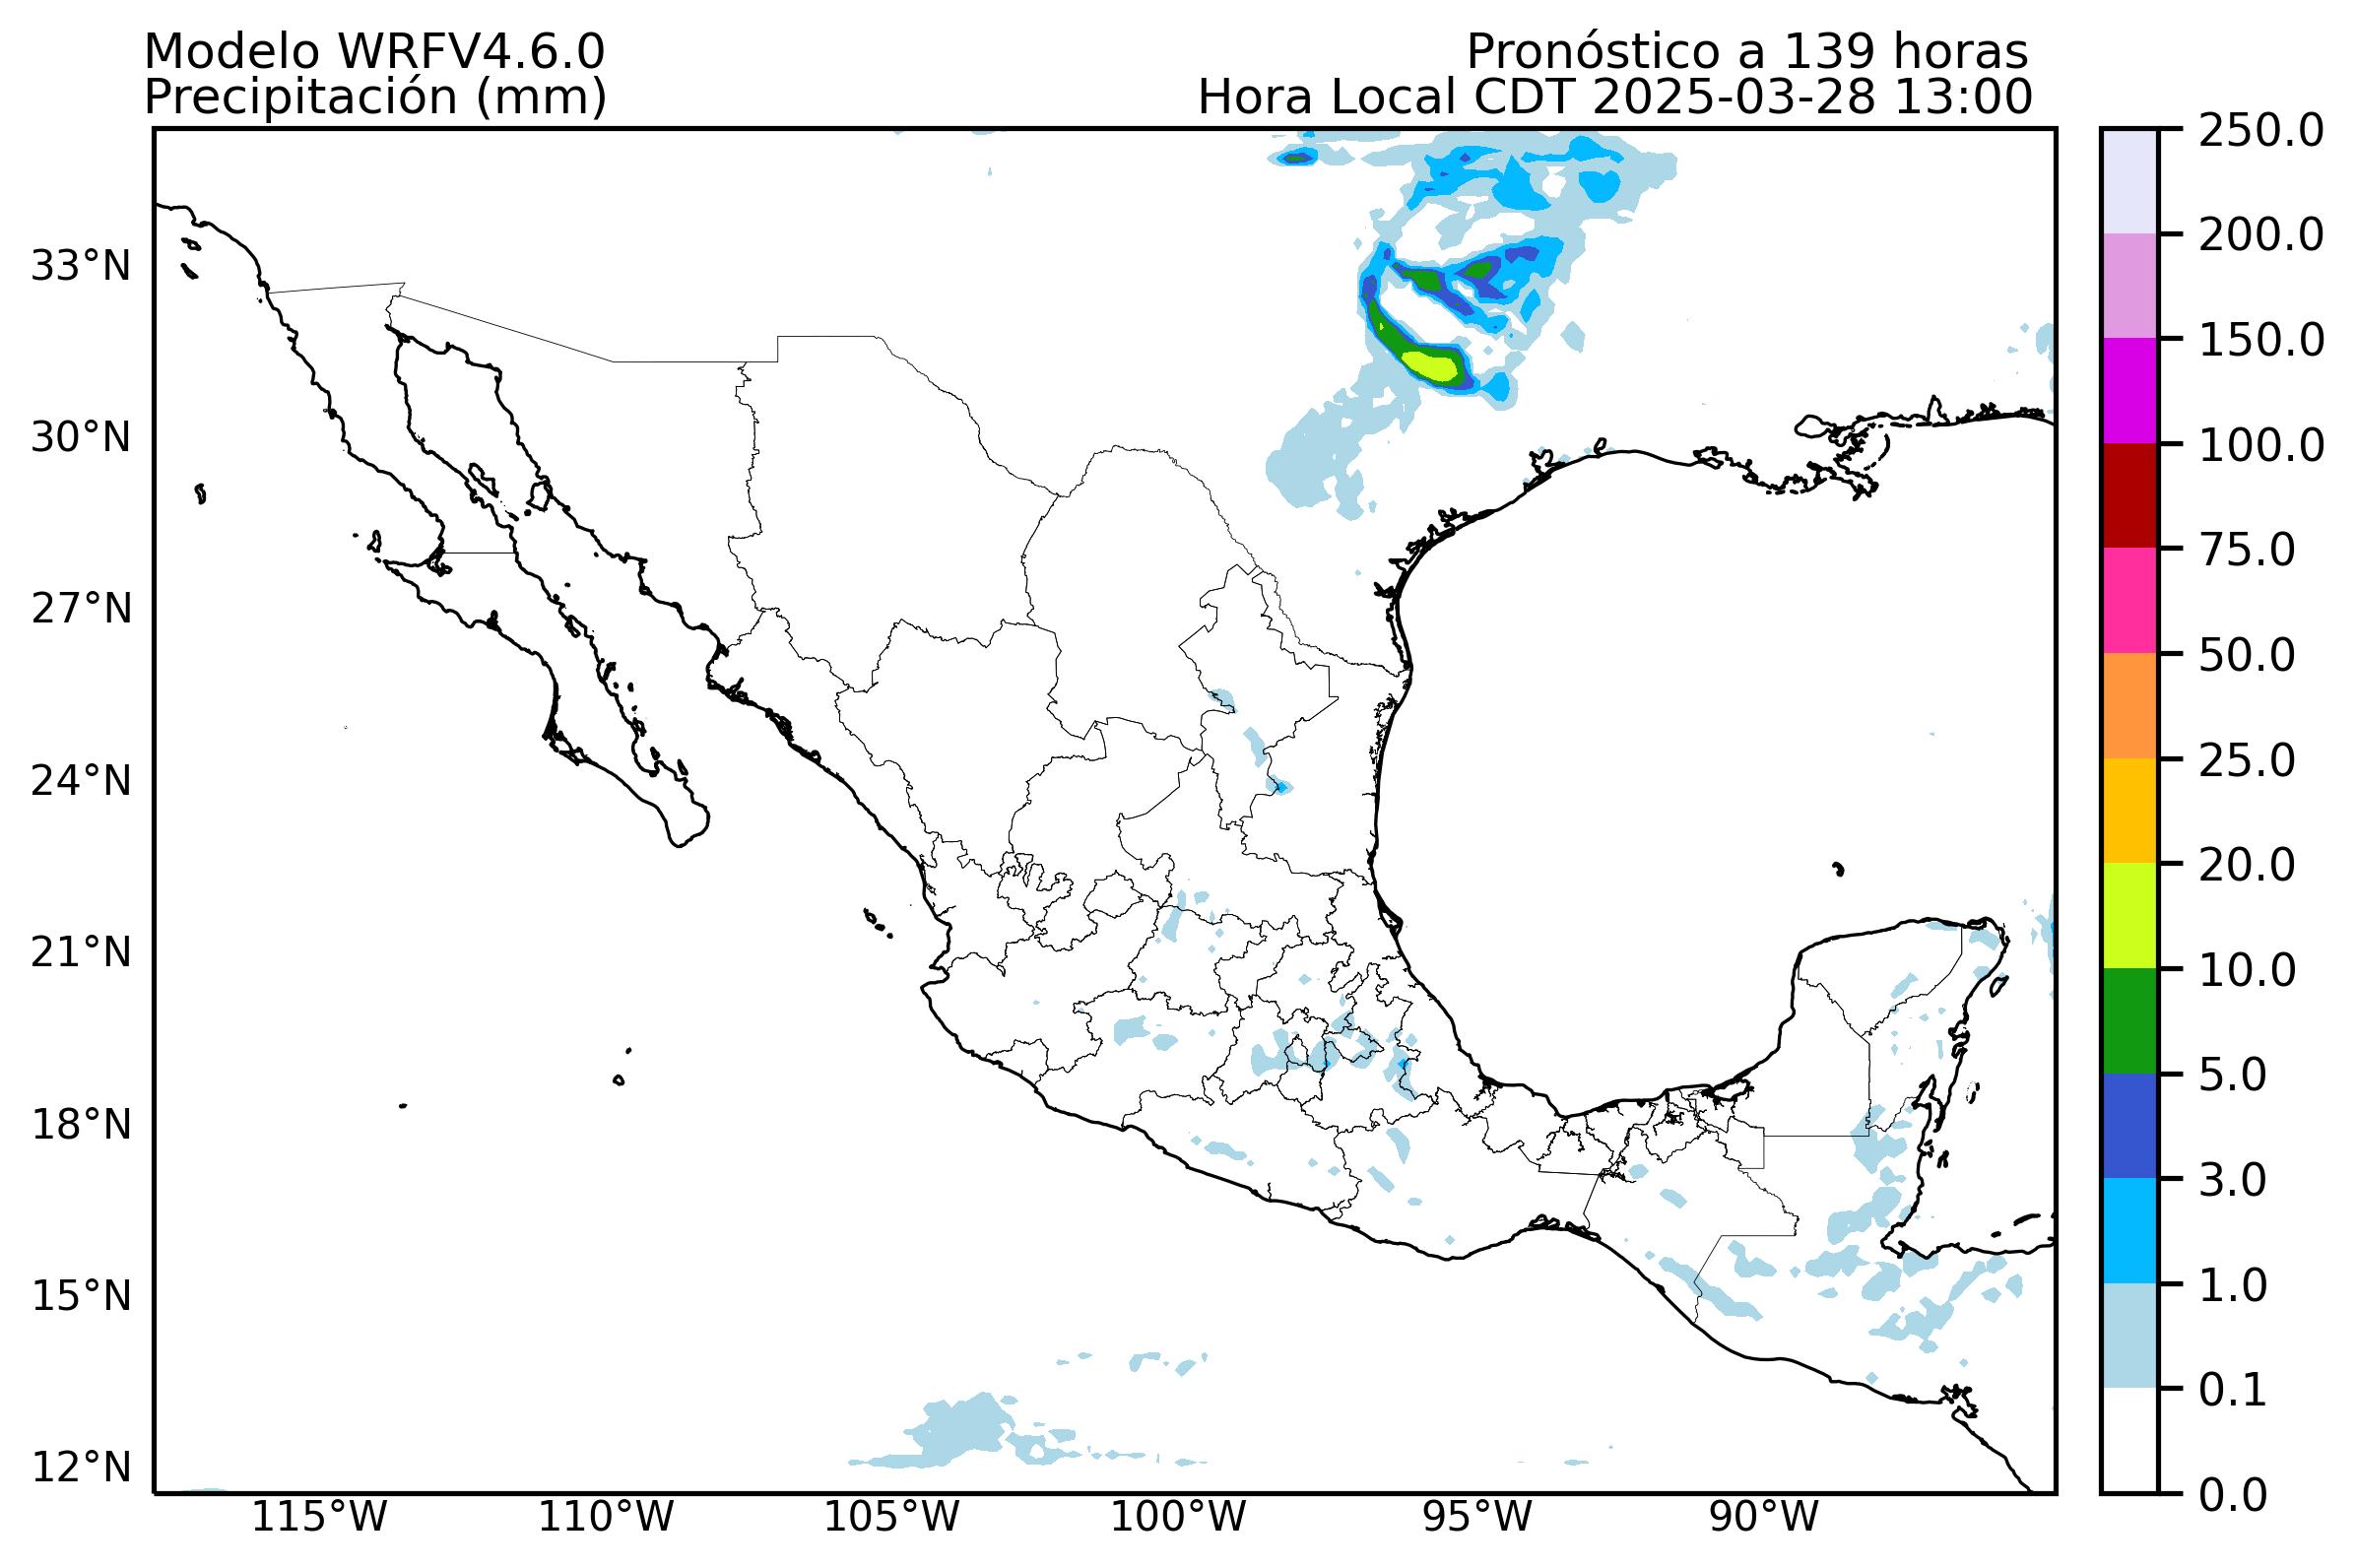 Modelo WRFV4.6.0
Pronóstico a 139 horas
Precipitación (mm)
Hora Local CDT 2025-03-28 13:00
33°N
30°N
27°N
24°N
21°N
18°N
15°N
12°N
115°W
110°W
105°W
100°W
95°W
90°W
250.0
200.0
150.0
100.0
75.0
50.0
25.0
20.0
10.0
5.0
3.0
1.0
0.1
0.0